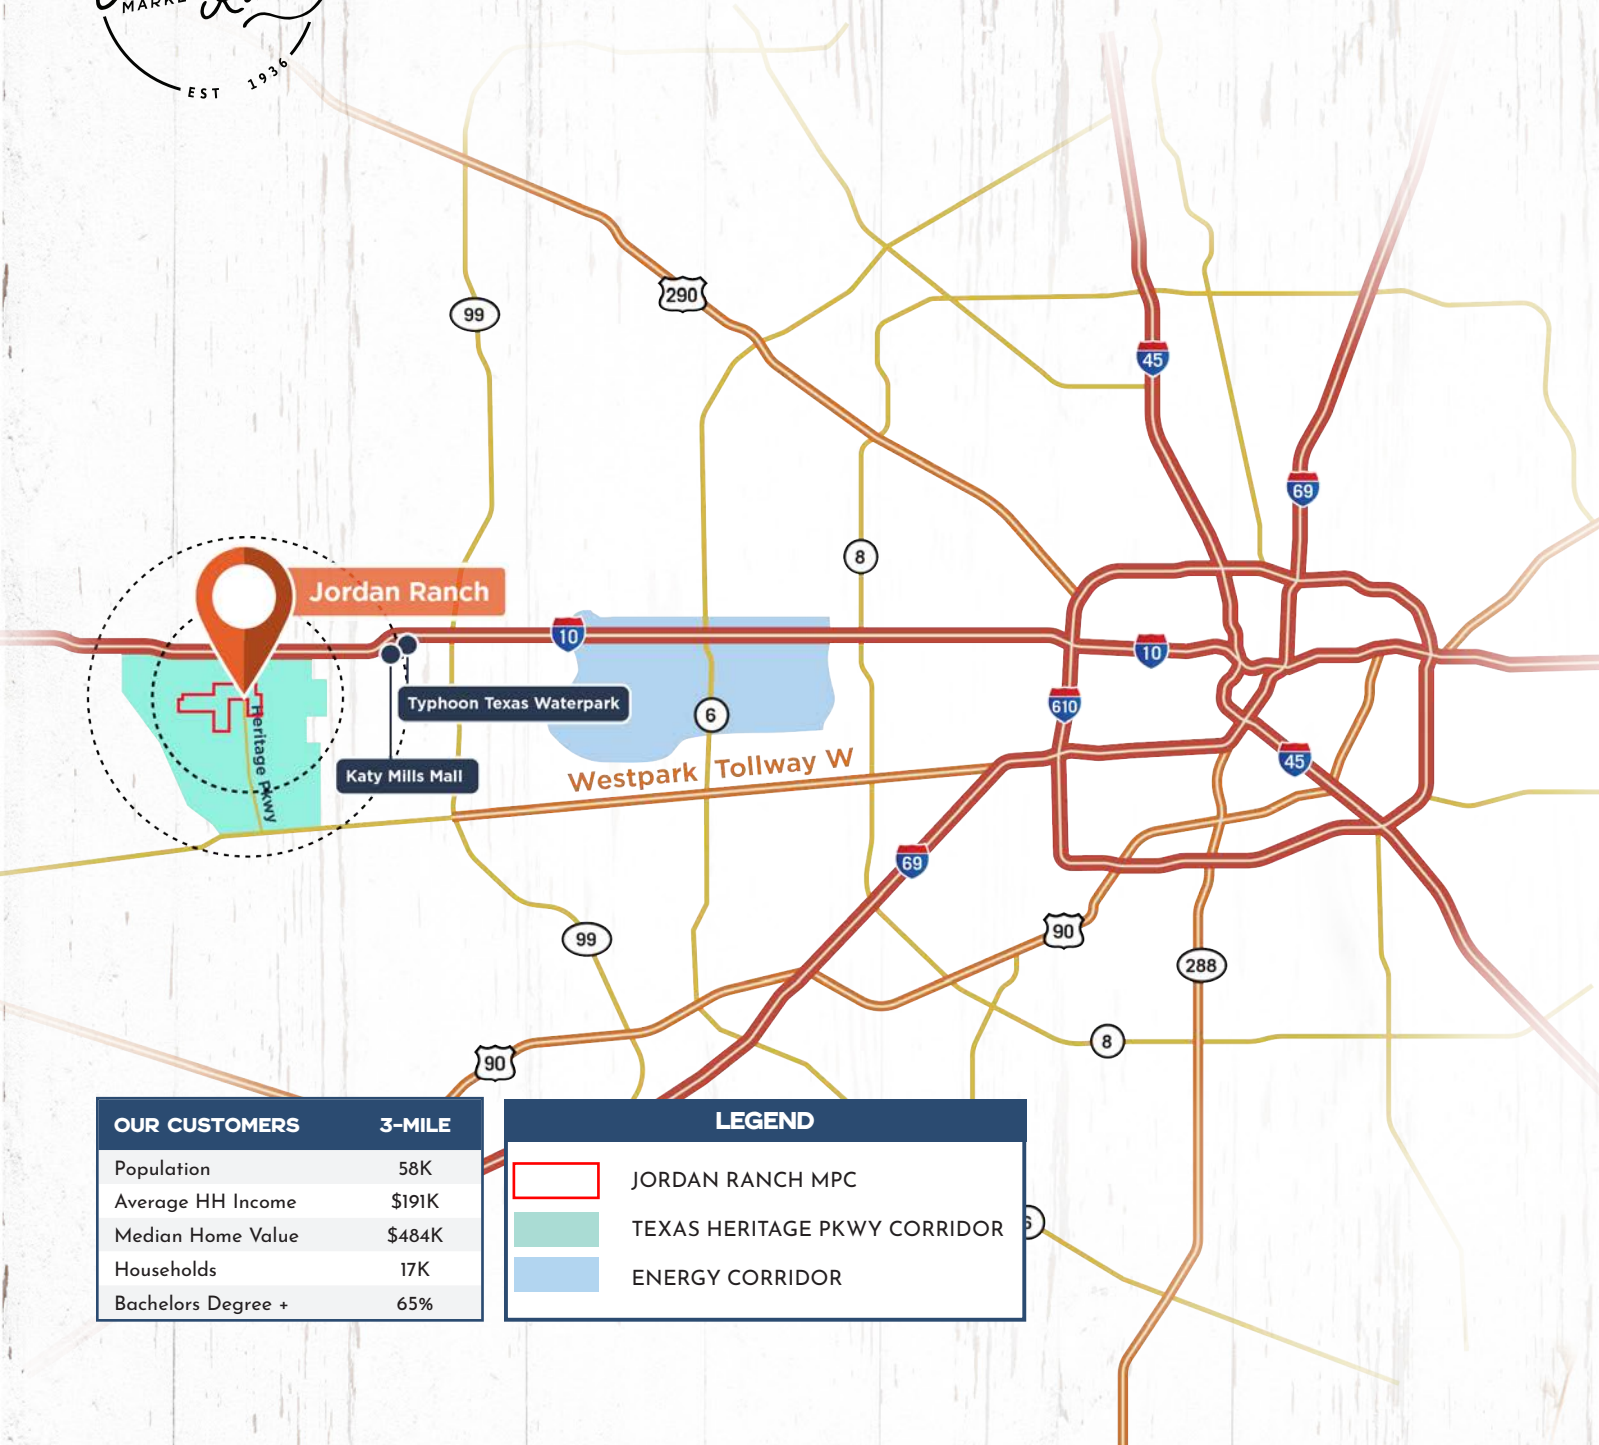 EST 1936
290
99
45
69
8
Jordan Ranch
10
10
Typhoon Texas Waterpark
610
6
Heritage Pkwy
Katy Mills Mall
Westpark Tollway W
45
69
90
99
288
8
90
OUR CUSTOMERS 3-MILE
Population 58K
Average HH Income $191K
Median Home Value $484K
Households 17K
Bachelors Degree + 65%
LEGEND
JORDAN RANCH MPC
TEXAS HERITAGE PKWY CORRIDOR
ENERGY CORRIDOR